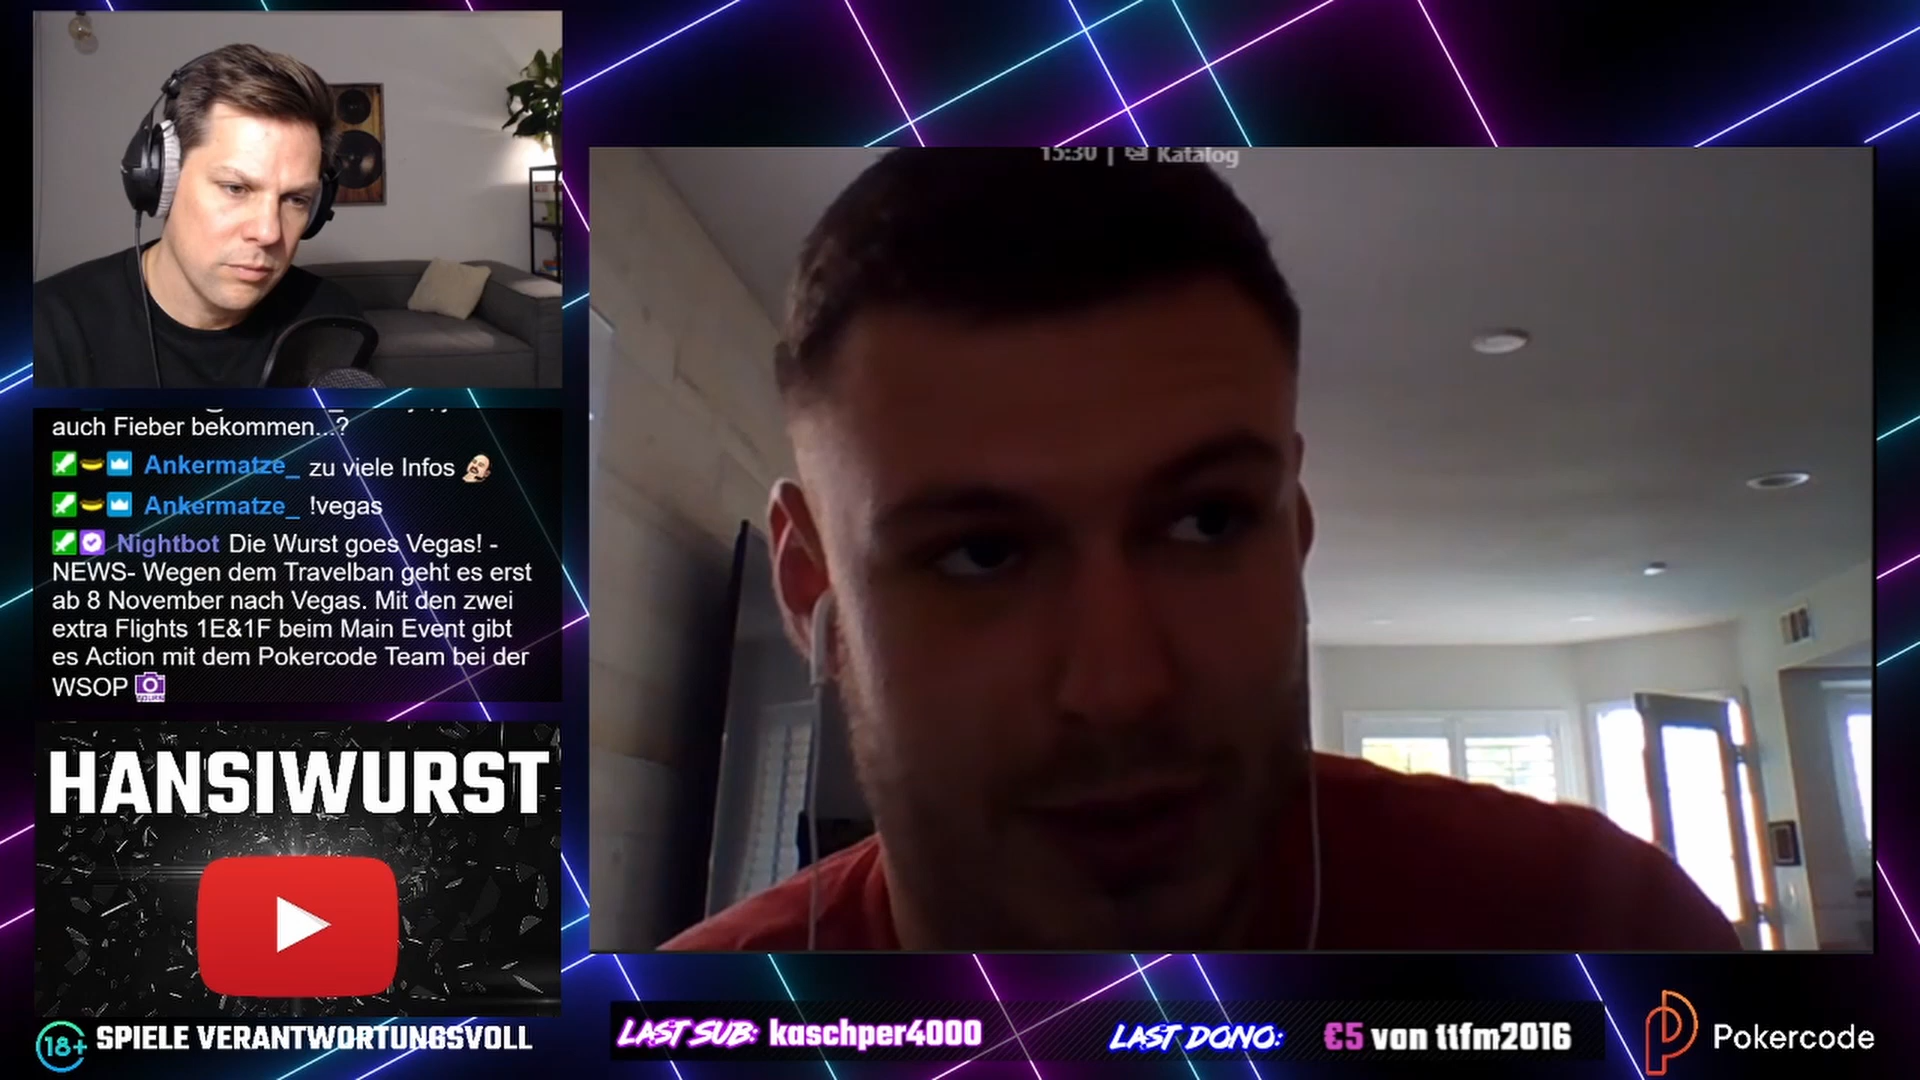 15:30 | Katalog
auch Fieber bekommen...?
Ankermatze_ zu viele Infos
Ankermatze_ !vegas
Nightbot Die Wurst goes Vegas! -
NEWS- Wegen dem Travelban geht es erst
ab 8 November nach Vegas. Mit den zwei
extra Flights 1E&1F beim Main Event gibt
es Action mit dem Pokercode Team bei der
WSOP
HANSIWURST
18+ SPIELE VERANTWORTUNGSVOLL
LAST SUB: kaschper4000
LAST DONO: €5 von ttfm2016
Pokercode